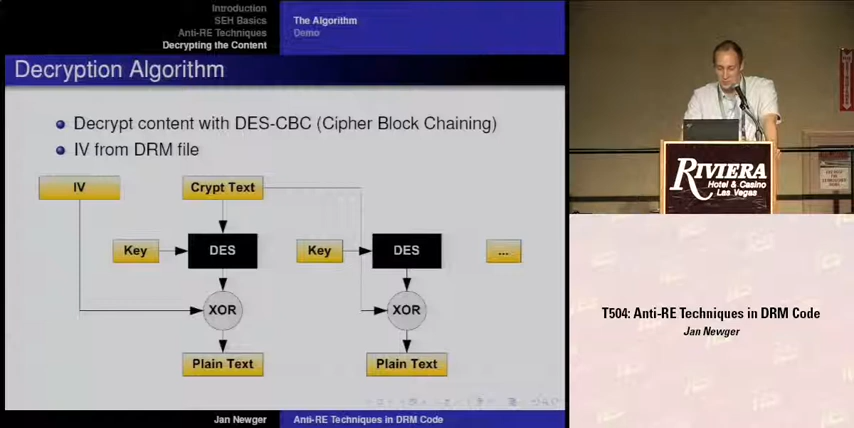 Introduction
SEH Basics
Anti-RE Techniques
Decrypting the Content
The Algorithm
Demo
Decryption Algorithm
Decrypt content with DES-CBC (Cipher Block Chaining)
IV from DRM file
IV
Crypt Text
Key
DES
Key
DES
...
XOR
XOR
Plain Text
Plain Text
Jan Newger
Anti-RE Techniques in DRM Code
RIVIERA
Hotel & Casino
Las Vegas
T504: Anti-RE Techniques in DRM Code
Jan Newger